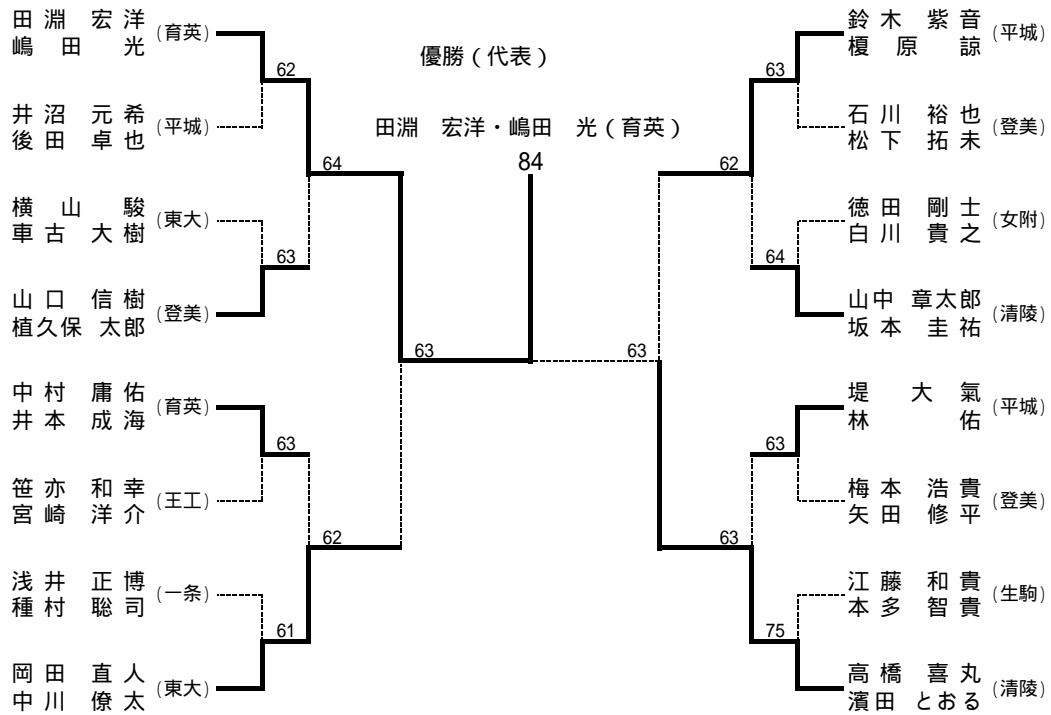 優勝（代表）
田淵 宏洋・嶋田 光（育英）
84
田淵 宏洋
嶋田 光
(育英)
62
井沼 元希
後田 卓也
(平城)
64
横山 駿
車古 大樹
(東大)
63
山口 信樹
植久保 太郎
(登美)
63
中村 庸佑
井本 成海
(育英)
63
笹亦 和幸
宮崎 洋介
(王工)
62
浅井 正博
種村 聡司
(一条)
61
岡田 直人
中川 僚太
(東大)
鈴木 紫音
榎原 諒
(平城)
63
石川 裕也
松下 拓未
(登美)
62
徳田 剛士
白川 貴之
(女附)
64
山中 章太郎
坂本 圭祐
(清陵)
63
堤 大氣
林 佑
(平城)
63
梅本 浩貴
矢田 修平
(登美)
63
江藤 和貴
本多 智貴
(生駒)
75
高橋 喜丸
濱田 とおる
(清陵)